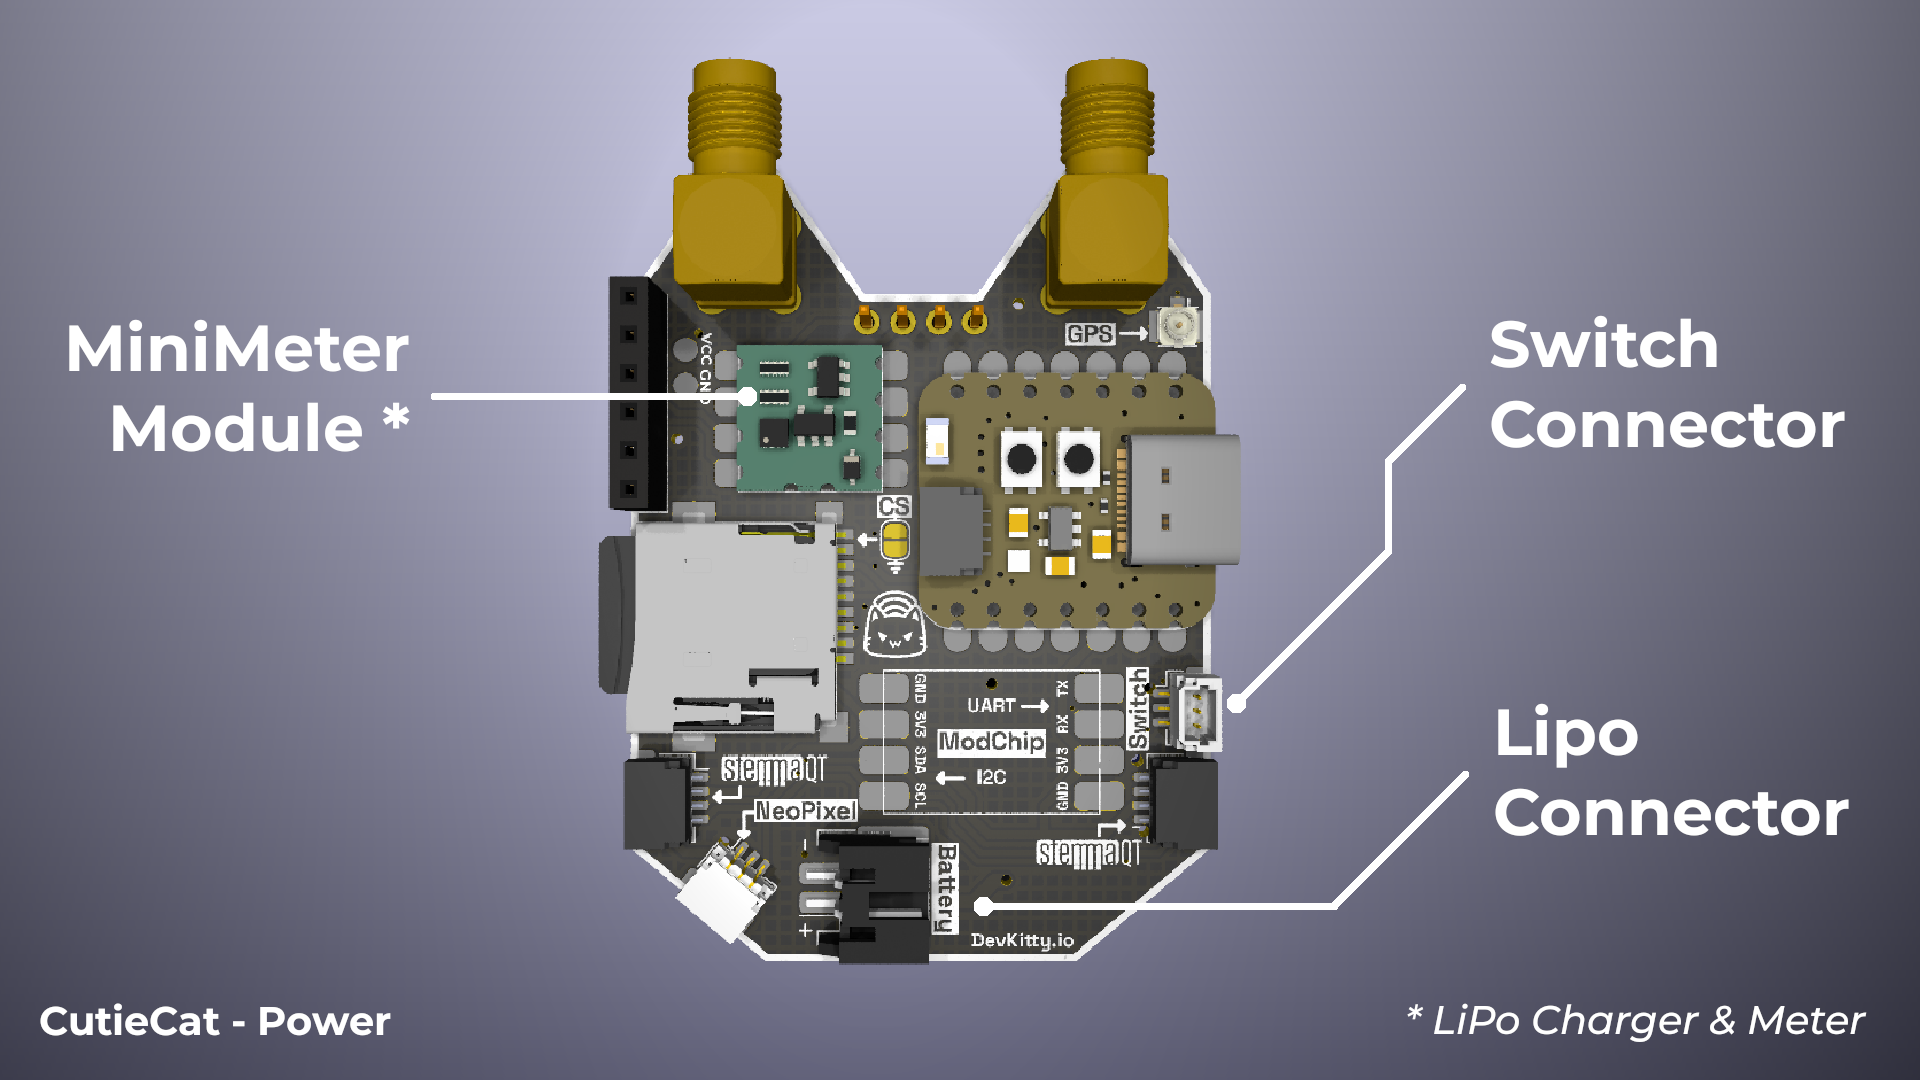 MiniMeter
Module *
Switch
Connector
Lipo
Connector
GPS
VCC GND
CS
GND 3V3 SDA SCL
UART
ModChip
I2C
TX
RX
3V3
GND
Switch
stemmaQT
NeoPixel
stemmaQT
Battery
-
+
DevKitty.io
CutieCat - Power
* LiPo Charger & Meter